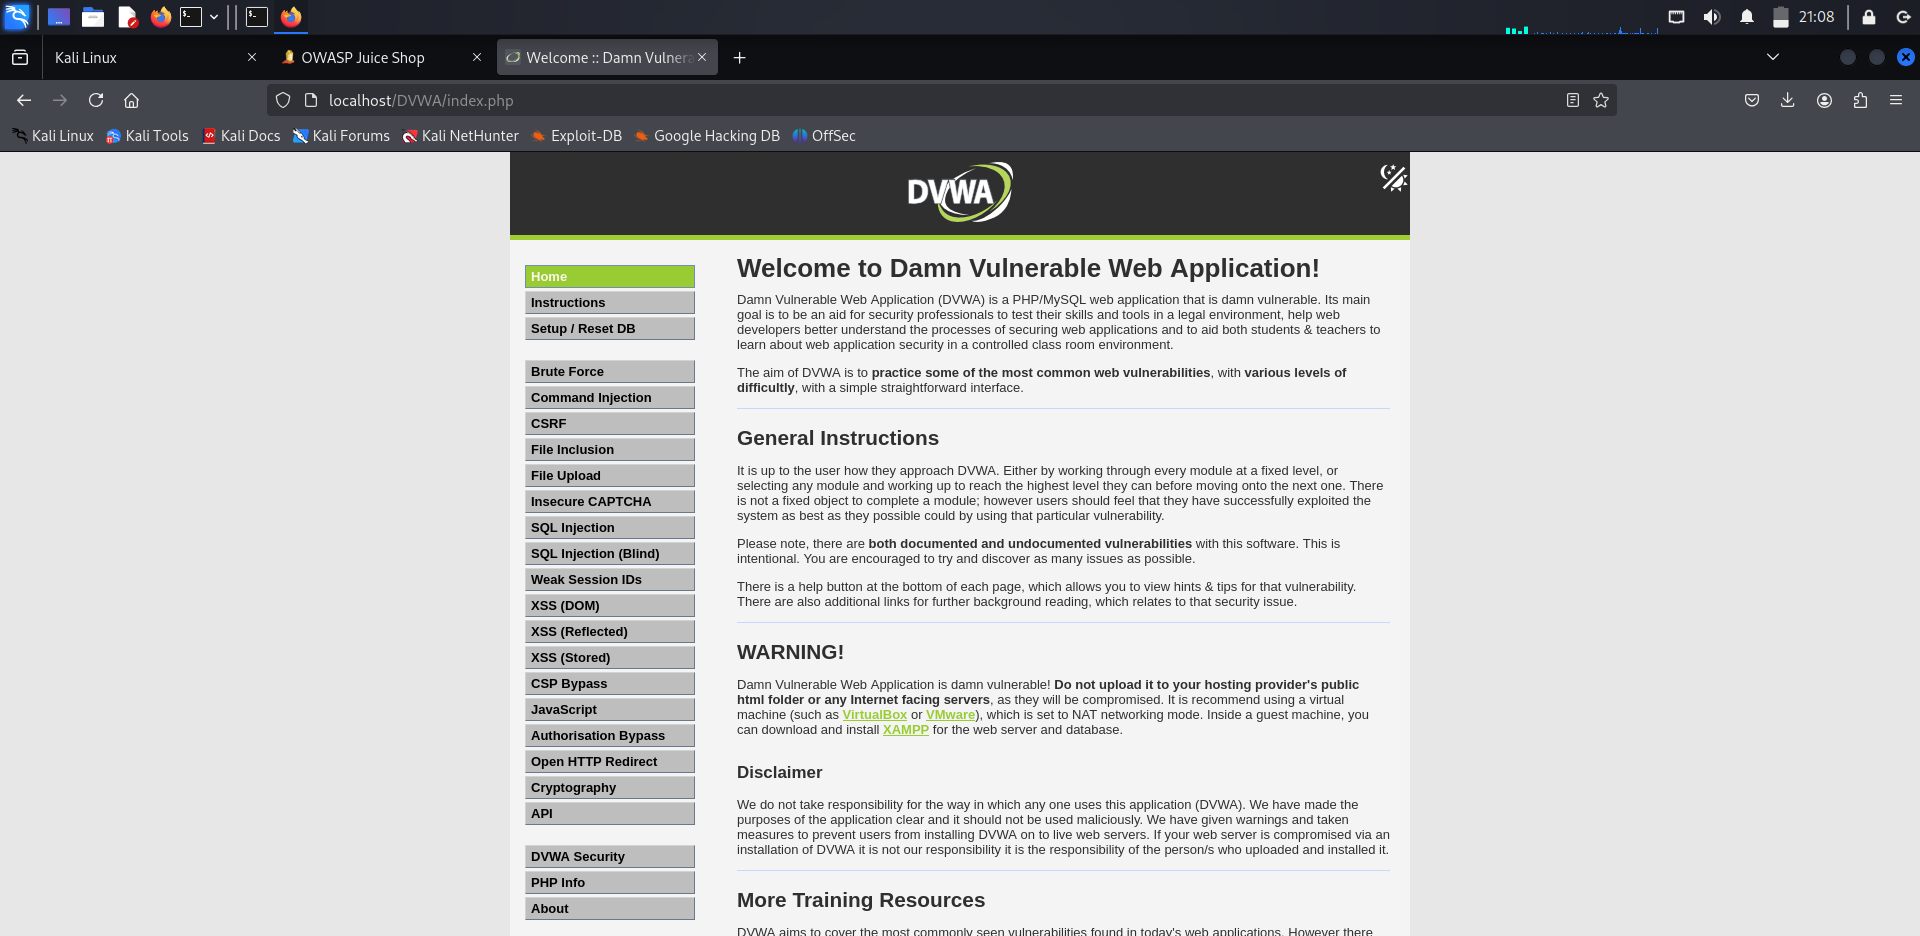 21:08
Kali Linux
OWASP Juice Shop
Welcome :: Damn Vulnera
localhost/DVWA/index.php
Kali Linux
Kali Tools
Kali Docs
Kali Forums
Kali NetHunter
Exploit-DB
Google Hacking DB
OffSec
DVWA
Home
Instructions
Setup / Reset DB
Brute Force
Command Injection
CSRF
File Inclusion
File Upload
Insecure CAPTCHA
SQL Injection
SQL Injection (Blind)
Weak Session IDs
XSS (DOM)
XSS (Reflected)
XSS (Stored)
CSP Bypass
JavaScript
Authorisation Bypass
Open HTTP Redirect
Cryptography
API
DVWA Security
PHP Info
About
Welcome to Damn Vulnerable Web Application!
Damn Vulnerable Web Application (DVWA) is a PHP/MySQL web application that is damn vulnerable. Its main
goal is to be an aid for security professionals to test their skills and tools in a legal environment, help web
developers better understand the processes of securing web applications and to aid both students & teachers to
learn about web application security in a controlled class room environment.
The aim of DVWA is to practice some of the most common web vulnerabilities, with various levels of
difficultly, with a simple straightforward interface.
General Instructions
It is up to the user how they approach DVWA. Either by working through every module at a fixed level, or
selecting any module and working up to reach the highest level they can before moving onto the next one. There
is not a fixed object to complete a module; however users should feel that they have successfully exploited the
system as best as they possible could by using that particular vulnerability.
Please note, there are both documented and undocumented vulnerabilities with this software. This is
intentional. You are encouraged to try and discover as many issues as possible.
There is a help button at the bottom of each page, which allows you to view hints & tips for that vulnerability.
There are also additional links for further background reading, which relates to that security issue.
WARNING!
Damn Vulnerable Web Application is damn vulnerable! Do not upload it to your hosting provider's public
html folder or any Internet facing servers, as they will be compromised. It is recommend using a virtual
machine (such as VirtualBox or VMware), which is set to NAT networking mode. Inside a guest machine, you
can download and install XAMPP for the web server and database.
Disclaimer
We do not take responsibility for the way in which any one uses this application (DVWA). We have made the
purposes of the application clear and it should not be used maliciously. We have given warnings and taken
measures to prevent users from installing DVWA on to live web servers. If your web server is compromised via an
installation of DVWA it is not our responsibility it is the responsibility of the person/s who uploaded and installed it.
More Training Resources
DVWA aims to cover the most commonly seen vulnerabilities found in today's web applications. However there